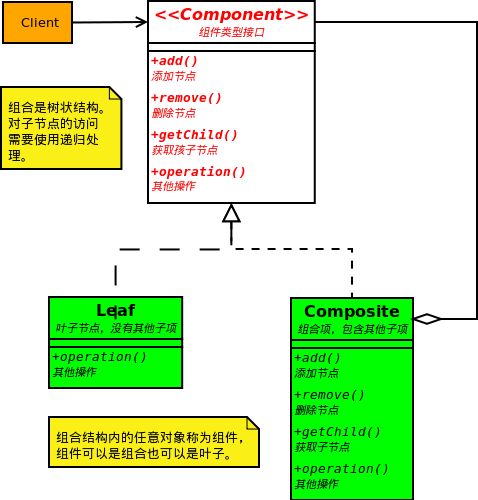 Client
<<Component>>
组件类型接口
+add()
添加节点
+remove()
删除节点
+getChild()
获取孩子节点
+operation()
其他操作
组合是树状结构。
对子节点的访问
需要使用递归处
理。
Leaf
叶子节点，没有其他子项
+operation()
其他操作
Composite
组合项，包含其他子项
+add()
添加节点
+remove()
删除节点
+getChild()
获取子节点
+operation()
其他操作
组合结构内的任意对象称为组件，
组件可以是组合也可以是叶子。